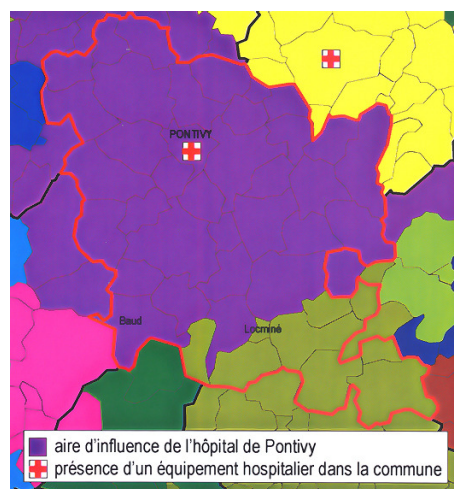 PONTIVY
Baud
Locminé
aire d'influence de l'hôpital de Pontivy
présence d'un équipement hospitalier dans la commune